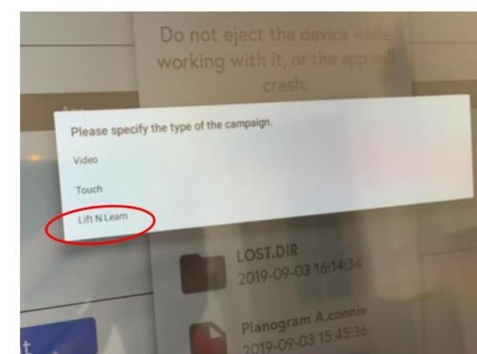 Do not eject the device while
working with it, or the app will
crash.
Please specify the type of the campaign.
Video
Touch
Lift N Learn
LOST.DIR
2019-09-03 16:14:34
Planogram A.connie
2019-09-03 15:45:36